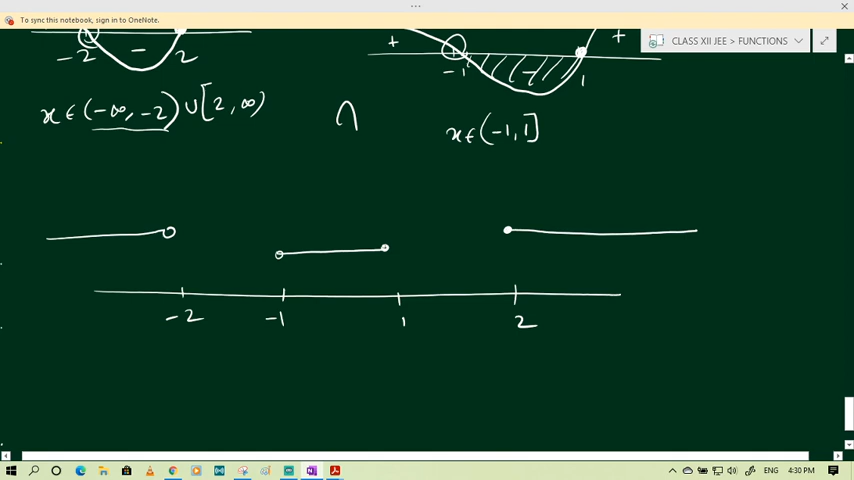 ...
To sync this notebook, sign in to OneNote.
CLASS XII JEE > FUNCTIONS
-2 - 2
+ -1 - 1 +
x ∈ (-∞, -2) ∪ [2, ∞) ∩ x ∈ (-1, 1]
-2 -1 1 2
ENG 4:30 PM